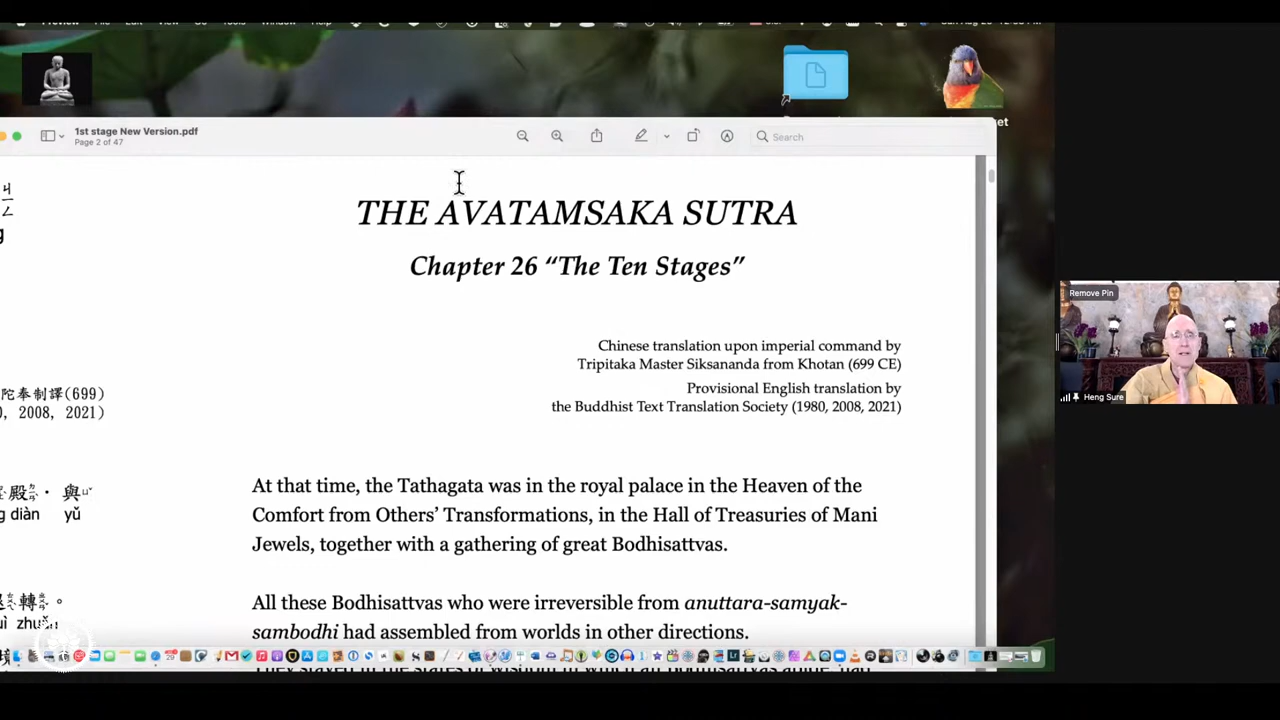 1st stage New Version.pdf
Page 2 of 47
Search
THE AVATAMSAKA SUTRA
Chapter 26 “The Ten Stages”
Chinese translation upon imperial command by
Tripitaka Master Siksananda from Khotan (699 CE)
Provisional English translation by
the Buddhist Text Translation Society (1980, 2008, 2021)
陀奉制譯(699)
, 2008, 2021)
At that time, the Tathagata was in the royal palace in the Heaven of the
Comfort from Others’ Transformations, in the Hall of Treasuries of Mani
Jewels, together with a gathering of great Bodhisattvas.
殿 · 與
diàn yǔ
All these Bodhisattvas who were irreversible from anuttara-samyak-
sambodhi had assembled from worlds in other directions.
轉。
zhuǎn
Remove Pin
Heng Sure